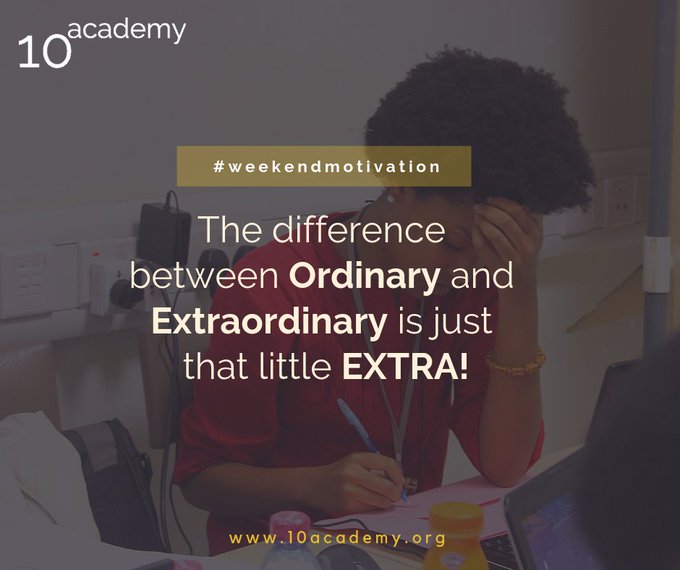 10academy
#weekendmotivation
The difference
between Ordinary and
Extraordinary is just
that little EXTRA!
www.10academy.org